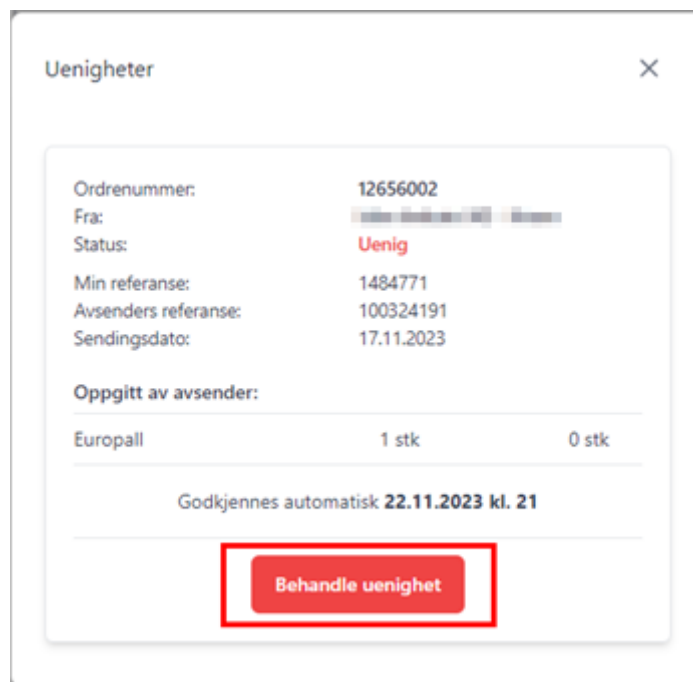 Uenigheter
Ordrenummer: 12656002
Fra:
Status: Uenig
Min referanse: 1484771
Avsenders referanse: 100324191
Sendingsdato: 17.11.2023
Oppgitt av avsender:
Europall 1 stk 0 stk
Godkjennes automatisk 22.11.2023 kl. 21
Behandle uenighet